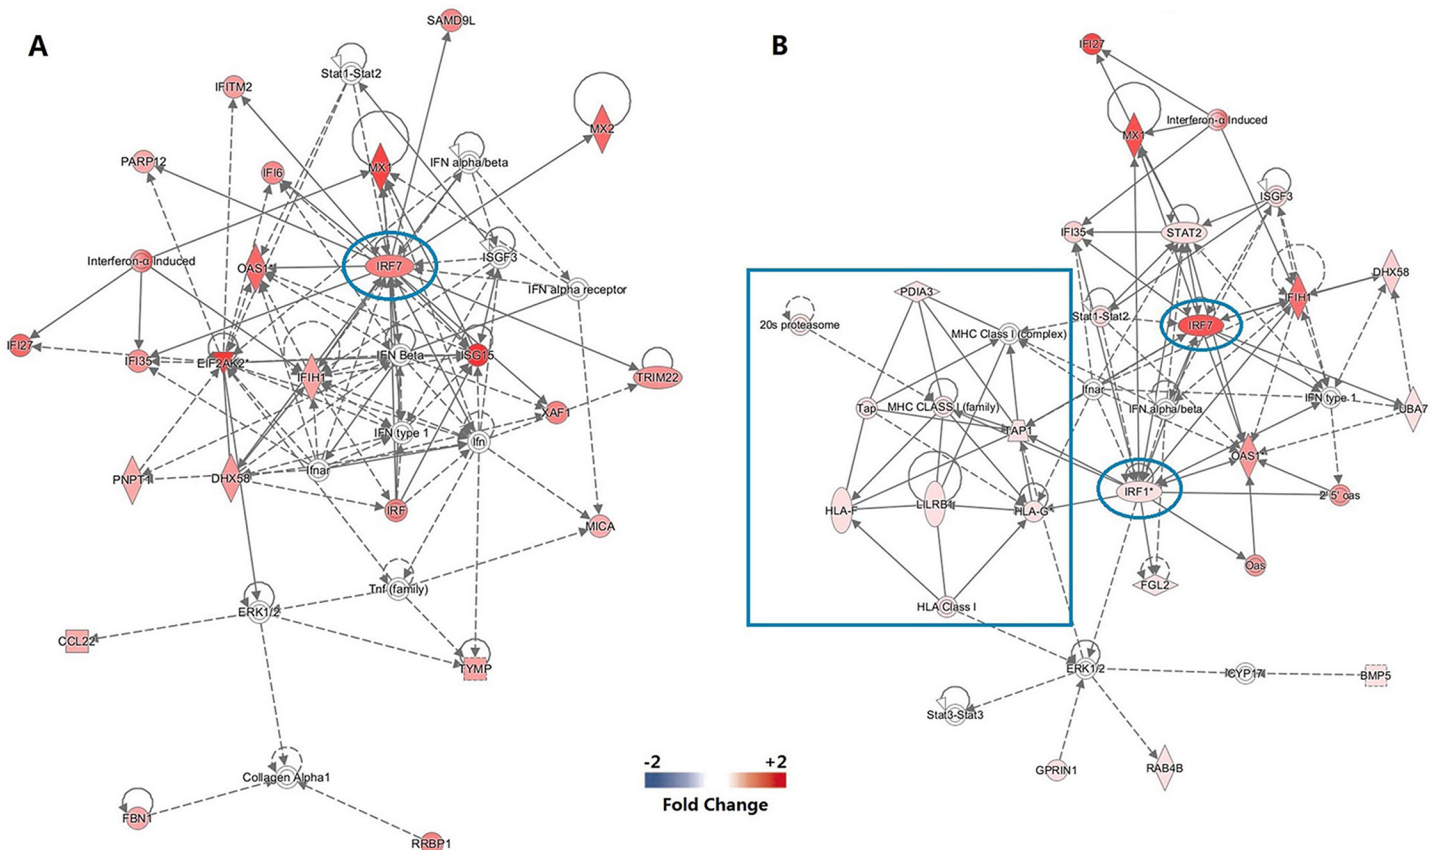 A
SAMD9L
Stat1-Stat2
IFITM2
MX2
PARP12
IFI6
MX1
IFN alpha/beta
Interferon-α Induced
OAS1
IRF7
ISGF3
IFN alpha receptor
IFI27
IFI35
EIF2AK2*
IFIH1
IFN Beta
ISG15
TRIM22
XAF1
IFN type 1
Ifn
PNPT1
DHX58
Ifnar
IRF
MICA
Tnf (family)
ERK1/2
CCL22
TYMP
Collagen Alpha1
FBN1
RRBP1
-2
+2
Fold Change
B
IFI27
Interferon-α Induced
MX1
ISGF3
IFI35
STAT2
DHX58
PDIA3
IFIH1
20s proteasome
MHC Class I (complex)
Stat1-Stat2
IRF7
Ifnar
IFN type 1
Tap
MHC CLASS I (family)
IFN alpha/beta
UBA7
TAP1
OAS1*
IRF1*
2' 5' oas
HLA-F
LILRB1
HLA-G
Oas
FGL2
HLA Class I
ERK1/2
CYP17
BMP5
Stat3-Stat3
GPRIN1
RAB4B